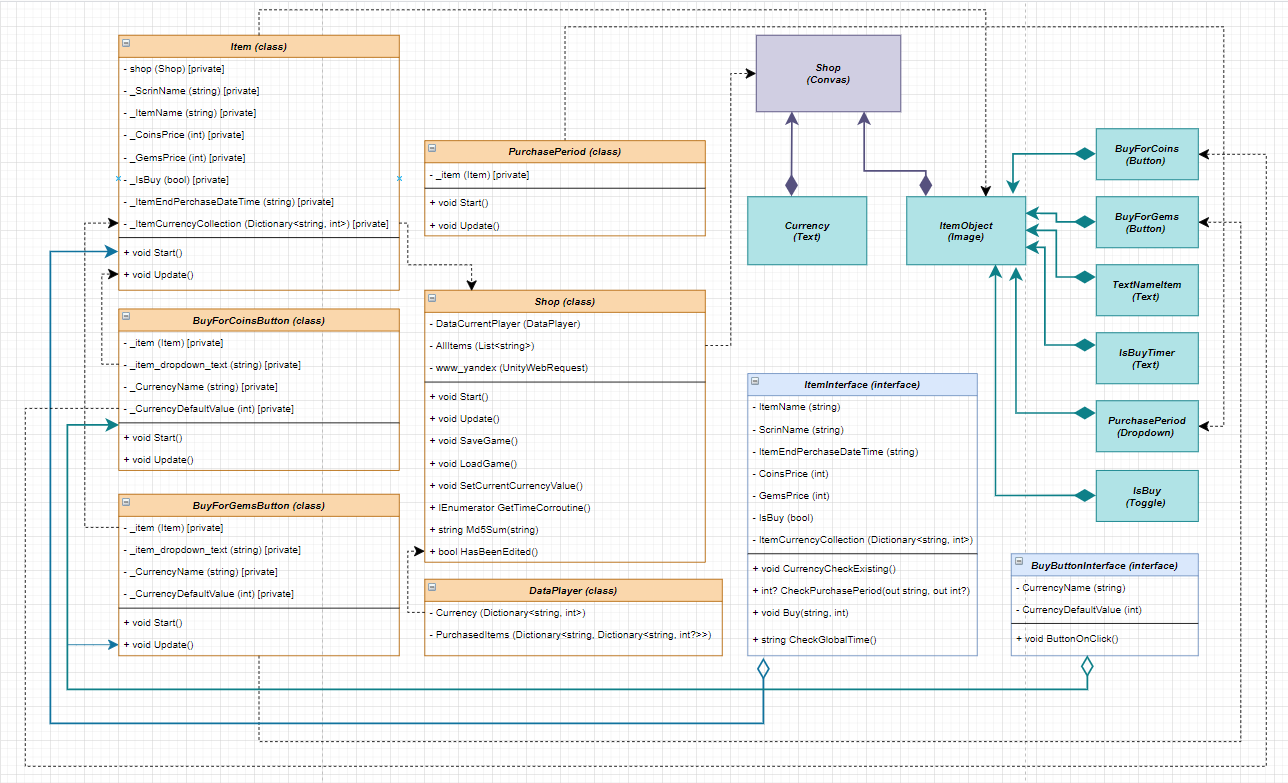 Item (class)
- shop (Shop) [private]
- _ScrinName (string) [private]
- _ItemName (string) [private]
- _CoinsPrice (int) [private]
- _GemsPrice (int) [private]
- _IsBuy (bool) [private]
- _ItemEndPerchaseDateTime (string) [private]
- _ItemCurrencyCollection (Dictionary<string, int>) [private]
+ void Start()
+ void Update()
BuyForCoinsButton (class)
- _item (Item) [private]
- _item_dropdown_text (string) [private]
- _CurrencyName (string) [private]
- _CurrencyDefaultValue (int) [private]
+ void Start()
+ void Update()
BuyForGemsButton (class)
- _item (Item) [private]
- _item_dropdown_text (string) [private]
- _CurrencyName (string) [private]
- _CurrencyDefaultValue (int) [private]
+ void Start()
+ void Update()
PurchasePeriod (class)
- _item (Item) [private]
+ void Start()
+ void Update()
Shop (class)
- DataCurrentPlayer (DataPlayer)
- AllItems (List<string>)
- www_yandex (UnityWebRequest)
+ void Start()
+ void Update()
+ void SaveGame()
+ void LoadGame()
+ void SetCurrentCurrencyValue()
+ IEnumerator GetTimeCorroutine()
+ string Md5Sum(string)
+ bool HasBeenEdited()
DataPlayer (class)
- Currency (Dictionary<string, int>)
- PurchasedItems (Dictionary<string, Dictionary<string, int?>>)
Shop
(Convas)
Currency
(Text)
ItemObject
(Image)
ItemInterface (interface)
- ItemName (string)
- ScrinName (string)
- ItemEndPerchaseDateTime (string)
- CoinsPrice (int)
- GemsPrice (int)
- IsBuy (bool)
- ItemCurrencyCollection (Dictionary<string, int>)
+ void CurrencyCheckExisting()
+ int? CheckPurchasePeriod(out string, out int?)
+ void Buy(string, int)
+ string CheckGlobalTime()
BuyForCoins
(Button)
BuyForGems
(Button)
TextNameItem
(Text)
IsBuyTimer
(Text)
PurchasePeriod
(Dropdown)
IsBuy
(Toggle)
BuyButtonInterface (interface)
- CurrencyName (string)
- CurrencyDefaultValue (int)
+ void ButtonOnClick()